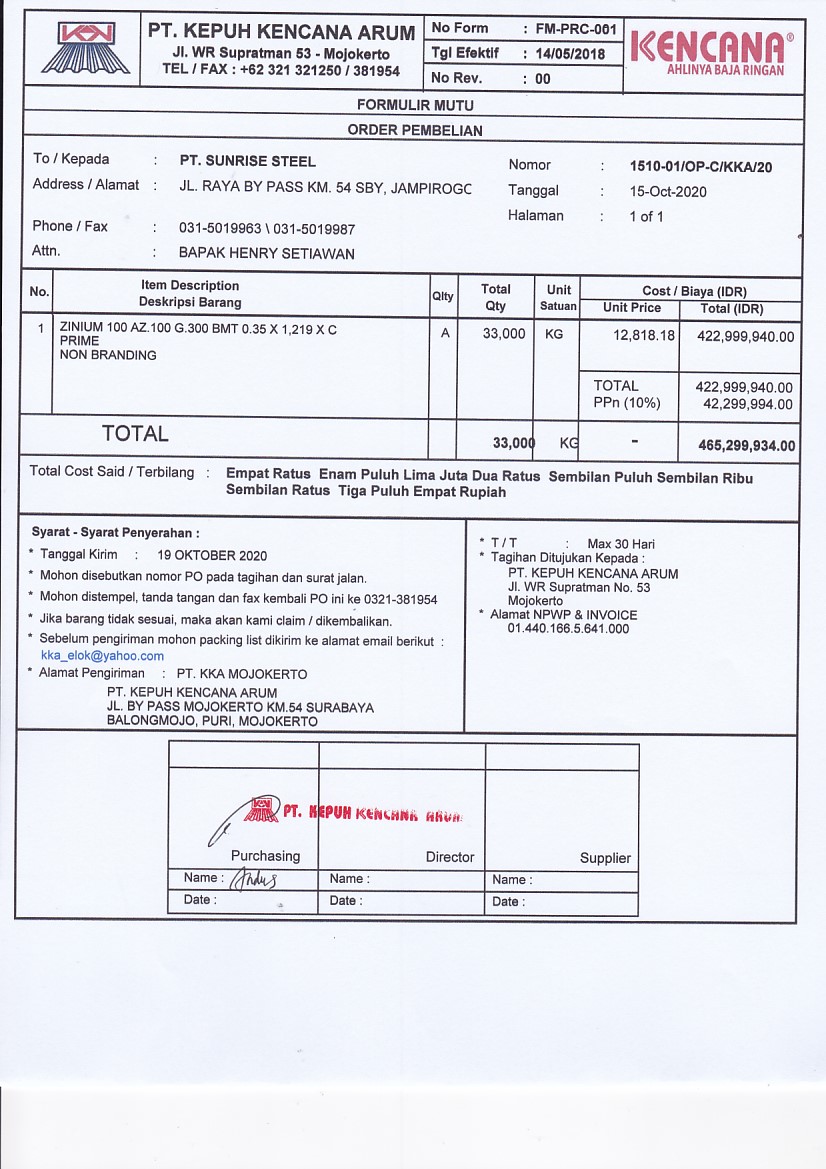 PT. KEPUH KENCANA ARUM
Jl. WR Supratman 53 - Mojokerto
TEL / FAX : +62 321 321250 / 381954
No Form : FM-PRC-001
Tgl Efektif : 14/05/2018
No Rev. : 00
KENCANA®
AHLINYA BAJA RINGAN
FORMULIR MUTU
ORDER PEMBELIAN
To / Kepada : PT. SUNRISE STEEL
Address / Alamat : JL. RAYA BY PASS KM. 54 SBY, JAMPIROGC
Phone / Fax : 031-5019963 \ 031-5019987
Attn. : BAPAK HENRY SETIAWAN
Nomor : 1510-01/OP-C/KKA/20
Tanggal : 15-Oct-2020
Halaman : 1 of 1
No. Item Description Qlty Total Unit Cost / Biaya (IDR)
Deskripsi Barang Qty Satuan Unit Price Total (IDR)
1 ZINIUM 100 AZ.100 G.300 BMT 0.35 X 1,219 X C A 33,000 KG 12,818.18 422,999,940.00
PRIME
NON BRANDING
TOTAL 422,999,940.00
PPn (10%) 42,299,994.00
TOTAL 33,000 KG - 465,299,934.00
Total Cost Said / Terbilang : Empat Ratus Enam Puluh Lima Juta Dua Ratus Sembilan Puluh Sembilan Ribu
Sembilan Ratus Tiga Puluh Empat Rupiah
Syarat - Syarat Penyerahan :
* Tanggal Kirim : 19 OKTOBER 2020
* Mohon disebutkan nomor PO pada tagihan dan surat jalan.
* Mohon distempel, tanda tangan dan fax kembali PO ini ke 0321-381954
* Jika barang tidak sesuai, maka akan kami claim / dikembalikan.
* Sebelum pengiriman mohon packing list dikirim ke alamat email berikut :
kka_elok@yahoo.com
* Alamat Pengiriman : PT. KKA MOJOKERTO
PT. KEPUH KENCANA ARUM
JL. BY PASS MOJOKERTO KM.54 SURABAYA
BALONGMOJO, PURI, MOJOKERTO
* T / T : Max 30 Hari
* Tagihan Ditujukan Kepada :
PT. KEPUH KENCANA ARUM
Jl. WR Supratman No. 53
Mojokerto
* Alamat NPWP & INVOICE
01.440.166.5.641.000
PT. KEPUH KENCANA ARUM
Purchasing Director Supplier
Name : Name : Name :
Date : Date : Date :